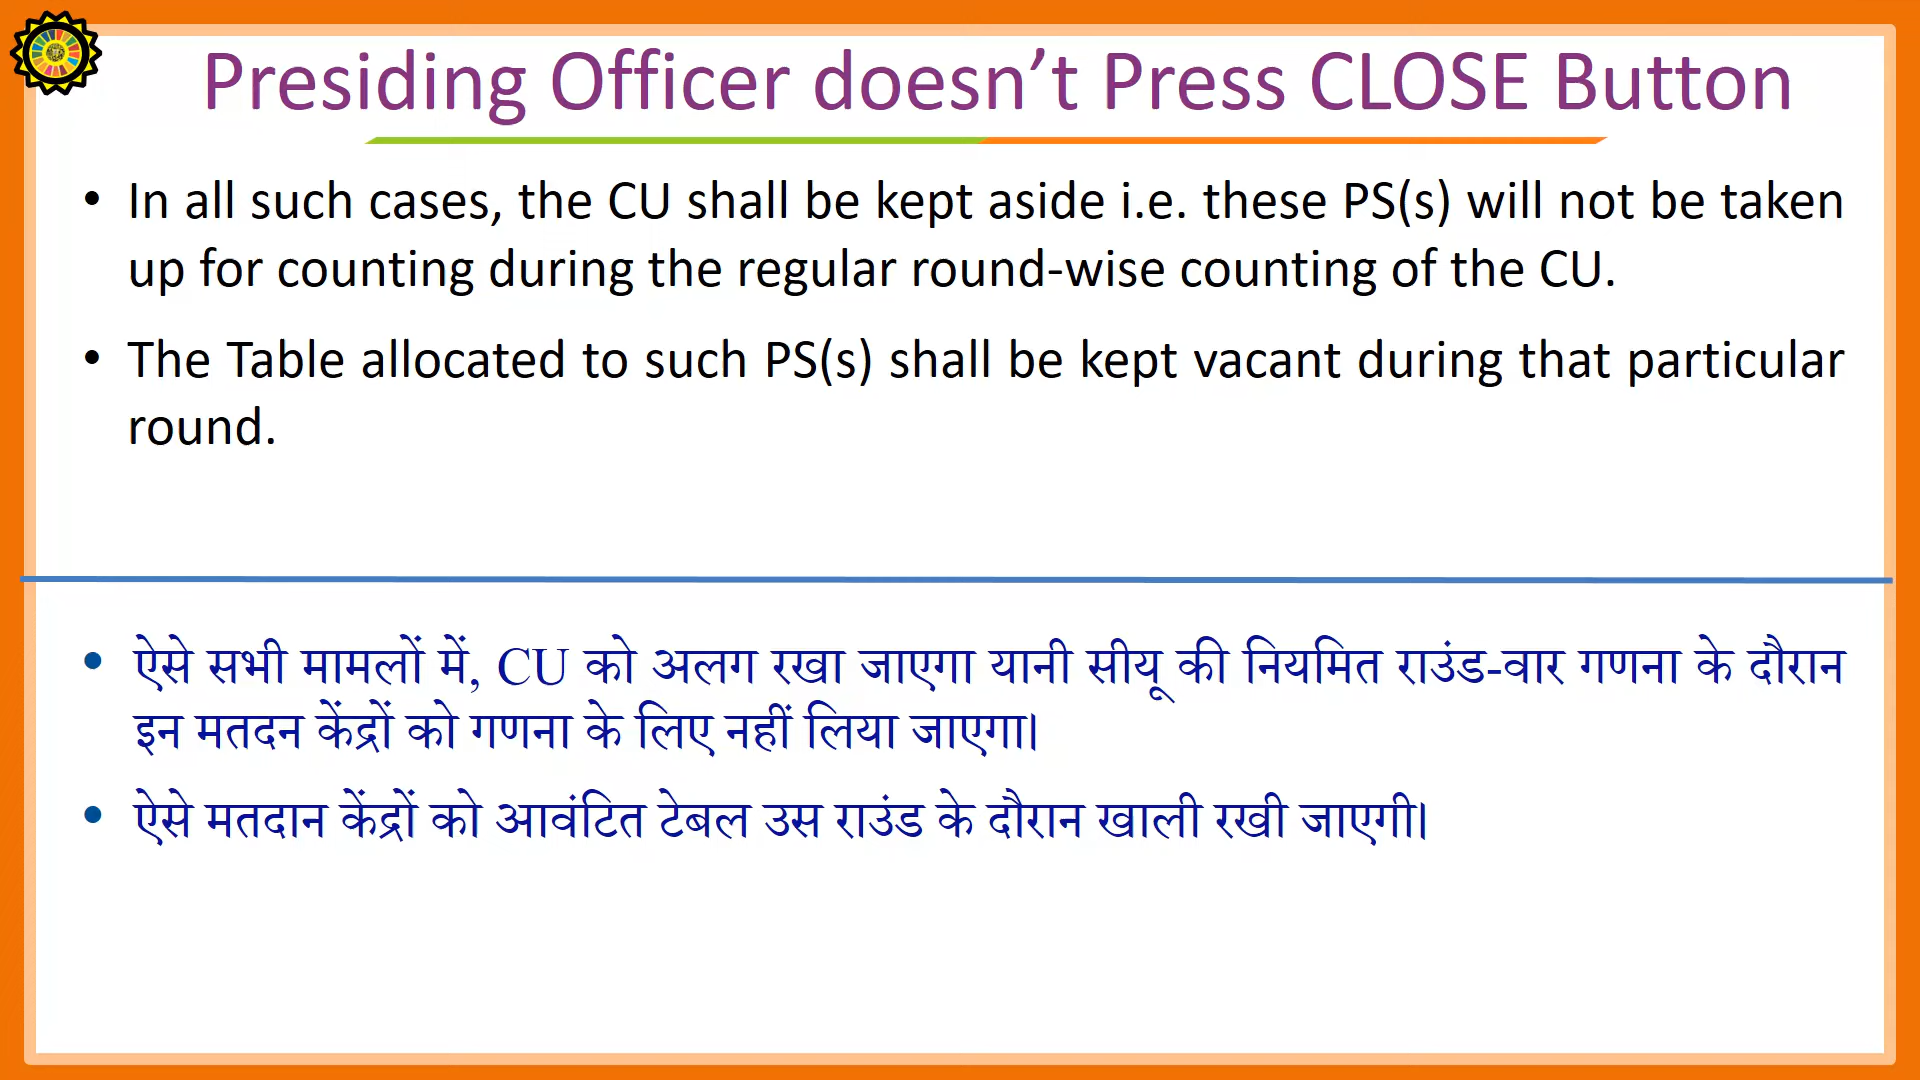 Presiding Officer doesn’t Press CLOSE Button
• In all such cases, the CU shall be kept aside i.e. these PS(s) will not be taken
up for counting during the regular round-wise counting of the CU.
• The Table allocated to such PS(s) shall be kept vacant during that particular
round.
• ऐसे सभी मामलों में, CU को अलग रखा जाएगा यानी सीयू की नियमित राउंड-वार गणना के दौरान
इन मतदन केंद्रों को गणना के लिए नहीं लिया जाएगा।
• ऐसे मतदान केंद्रों को आवंटित टेबल उस राउंड के दौरान खाली रखी जाएगी।